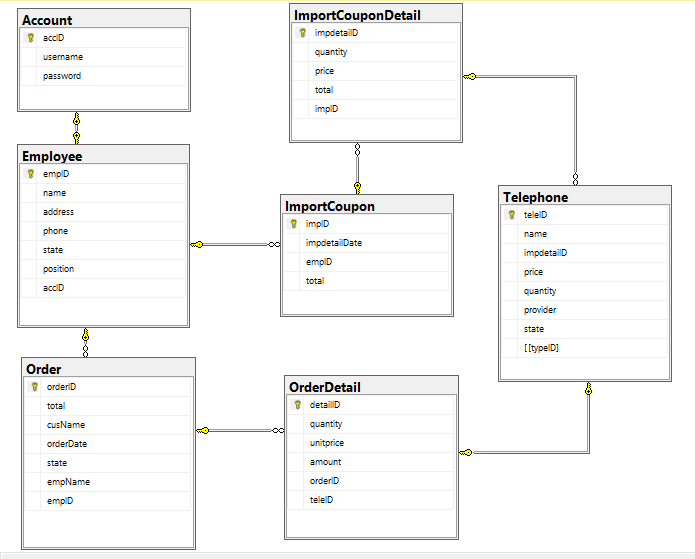 Account
accID
username
password
ImportCouponDetail
impdetailID
quantity
price
total
impID
Employee
empID
name
address
phone
state
position
accID
ImportCoupon
impID
impdetailDate
empID
total
Telephone
teleID
name
impdetailID
price
quantity
provider
state
[[typeID]
Order
orderID
total
cusName
orderDate
state
empName
empID
OrderDetail
detailID
quantity
unitprice
amount
orderID
teleID